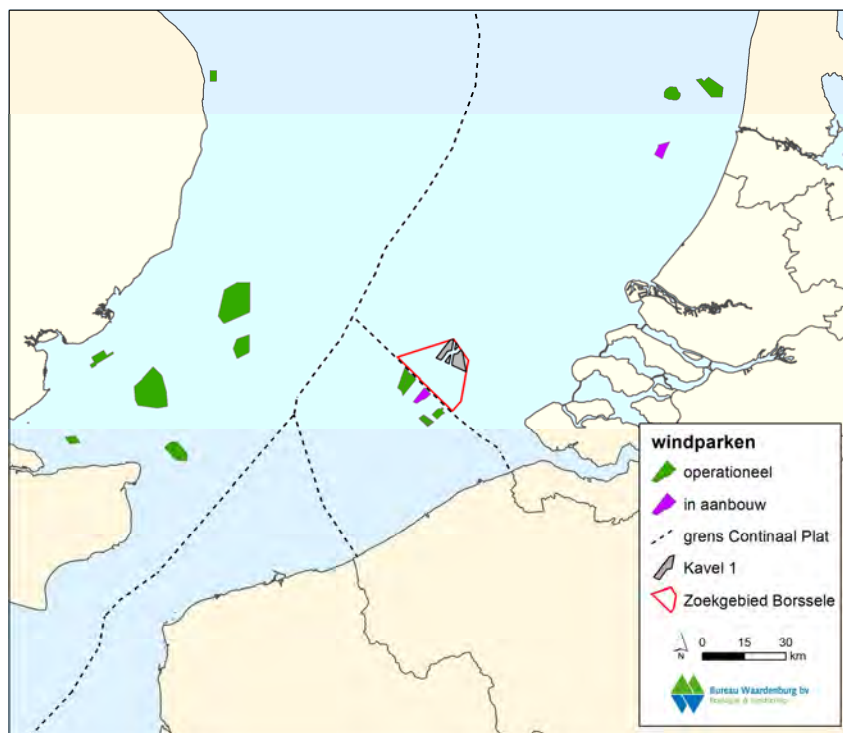 windparken
operationeel
in aanbouw
grens Continaal Plat
Kavel 1
Zoekgebied Borssele
N
0 15 30
km
Bureau Waardenburg bv